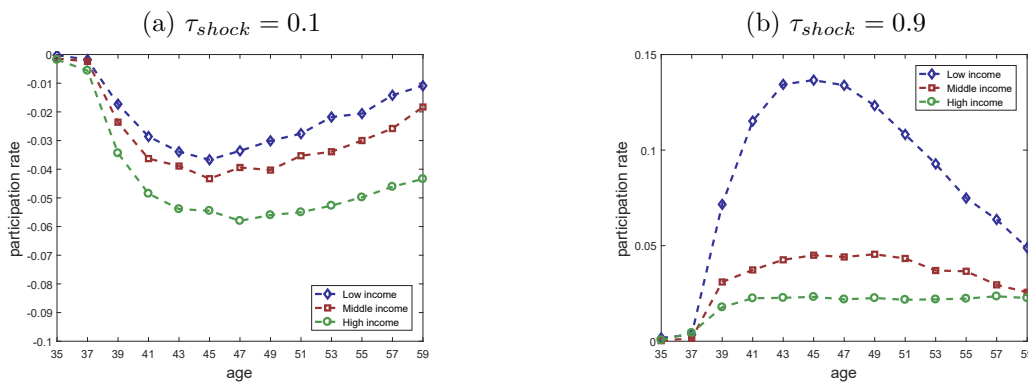 (a) τ_shock = 0.1
0
-0.01
-0.02
-0.03
-0.04
-0.05
-0.06
-0.07
-0.08
-0.09
-0.1
participation rate
Low income
Middle income
High income
35 37 39 41 43 45 47 49 51 53 55 57 59
age
(b) τ_shock = 0.9
0.15
0.1
0.05
0
participation rate
Low income
Middle income
High income
35 37 39 41 43 45 47 49 51 53 55 57 59
age